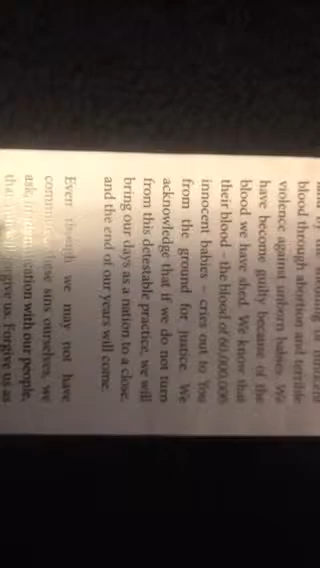 blood through abortion and terrible
violence against unborn babies. We
have become guilty because of the
blood we have shed. We know that
their blood – the blood of 60,000,000
innocent babies – cries out to You
from the ground for justice. We
acknowledge that if we do not turn
from this detestable practice, we will
bring our days as a nation to a close,
and the end of our years will come.
Even though we may not have
these sins ourselves, we
ask with our people,
us. Forgive us as